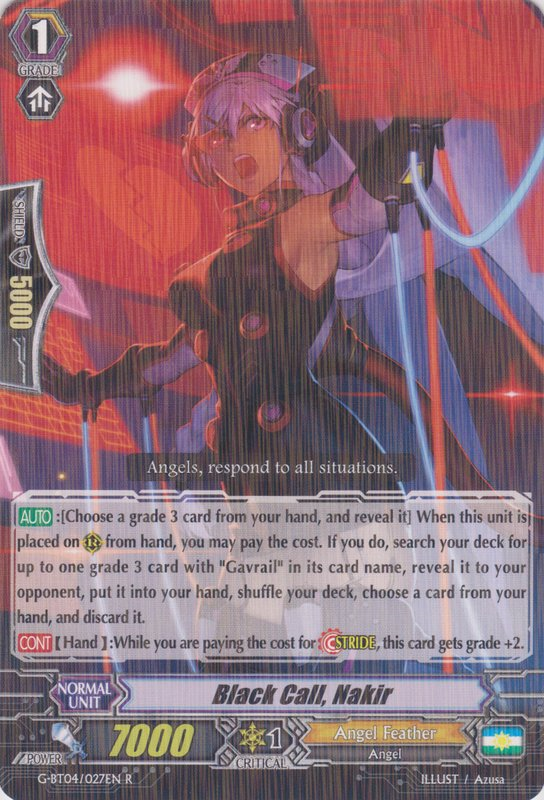 1
GRADE
SHIELD
5000
Angels, respond to all situations.
AUTO :[Choose a grade 3 card from your hand, and reveal it] When this unit is
placed on from hand, you may pay the cost. If you do, search your deck for
up to one grade 3 card with "Gavrail" in its card name, reveal it to your
opponent, put it into your hand, shuffle your deck, choose a card from your
hand, and discard it.
CONT【 Hand 】:While you are paying the cost for STRIDE, this card gets grade +2.
NORMAL
UNIT
Black Call, Nakir
POWER
7000
1
CRITICAL
Angel Feather
Angel
G-BT04/027EN R
ILLUST / Azusa